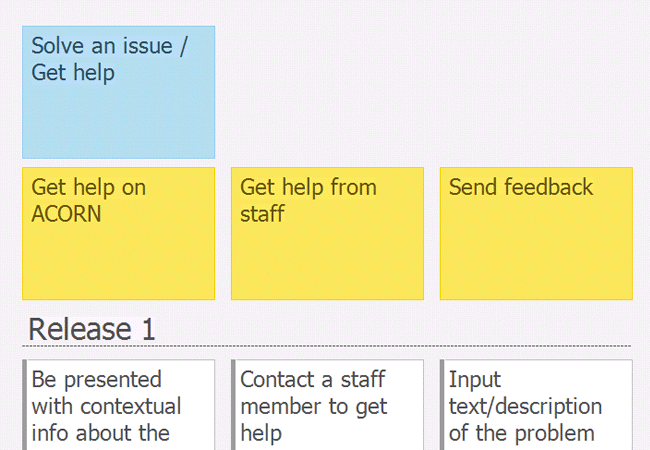 Solve an issue /
Get help
Get help on
ACORN
Get help from
staff
Send feedback
Release 1
Be presented
with contextual
info about the
Contact a staff
member to get
help
Input
text/description
of the problem